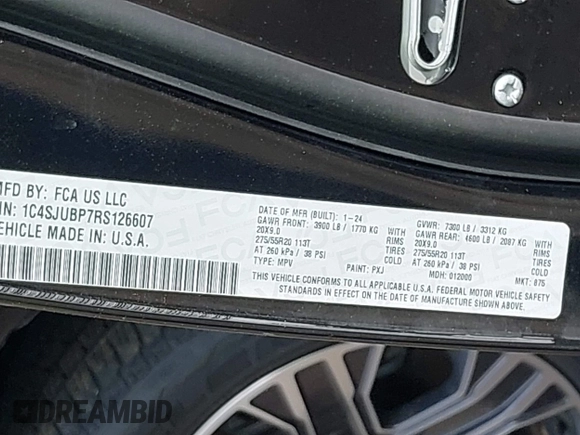 MFD BY: FCA US LLC
VIN: 1C4SJUBP7RS126607
VEHICLE MADE IN: U.S.A.
DATE OF MFR (BUILT): 1-24
GVWR: 7300 LB / 3312 KG
GAWR FRONT: 3900 LB / 1770 KG WITH
GAWR REAR: 4600 LB / 2087 KG WITH
20X9.0 RIMS
20X9.0 RIMS
275/55R20 113T TIRES
275/55R20 113T TIRES
AT 260 kPa / 38 PSI COLD
AT 260 kPa / 38 PSI COLD
TYPE: MPV
PAINT: PXJ
MDH: 012000
MKT: 875
THIS VEHICLE CONFORMS TO ALL APPLICABLE U.S.A. FEDERAL MOTOR VEHICLE SAFETY
STANDARDS IN EFFECT ON THE DATE OF MANUFACTURE SHOWN ABOVE.
DREAMBID